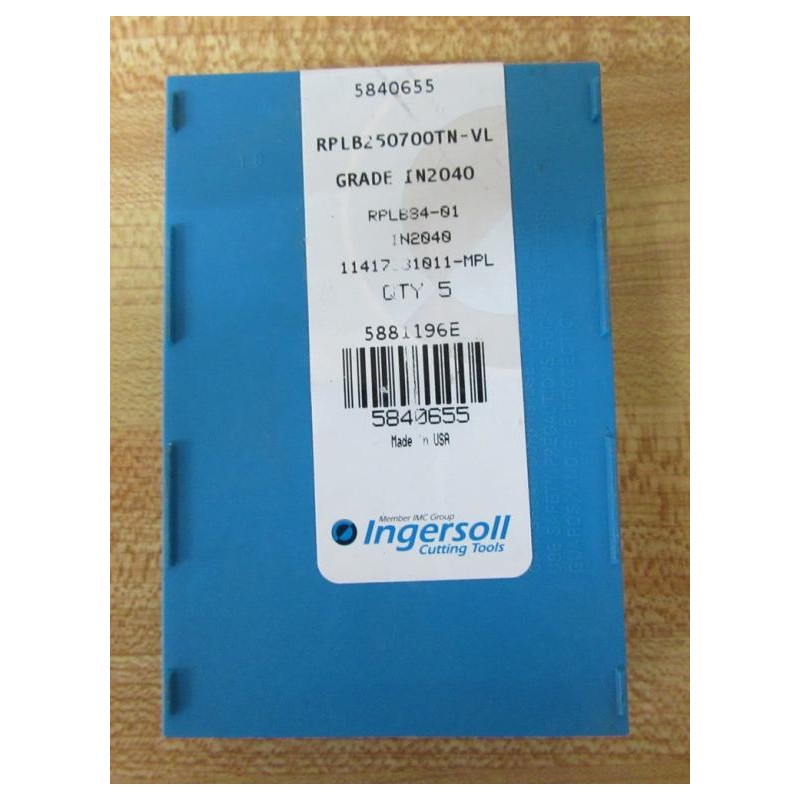 5840655
RPLB250700TN-VL
GRADE IN2040
RPLB84-01
IN2040
QTY 5
5881196E
5840655
Made in USA
Member IMC Group
Ingersoll
Cutting Tools